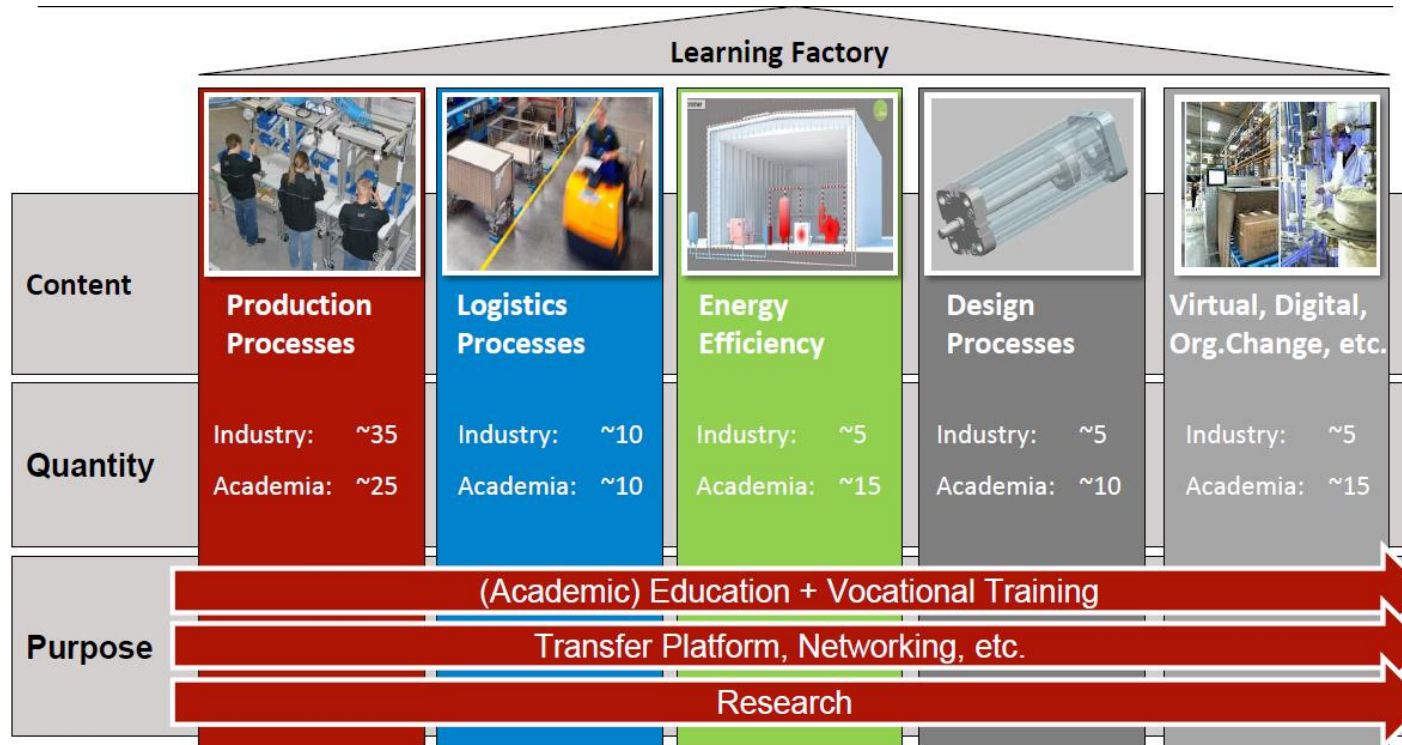 Learning Factory
Content
Production
Processes
Logistics
Processes
Energy
Efficiency
Design
Processes
Virtual, Digital,
Org.Change, etc.
Quantity
Industry: ~35
Academia: ~25
Industry: ~10
Academia: ~10
Industry: ~5
Academia: ~15
Industry: ~5
Academia: ~10
Industry: ~5
Academia: ~15
Purpose
(Academic) Education + Vocational Training
Transfer Platform, Networking, etc.
Research